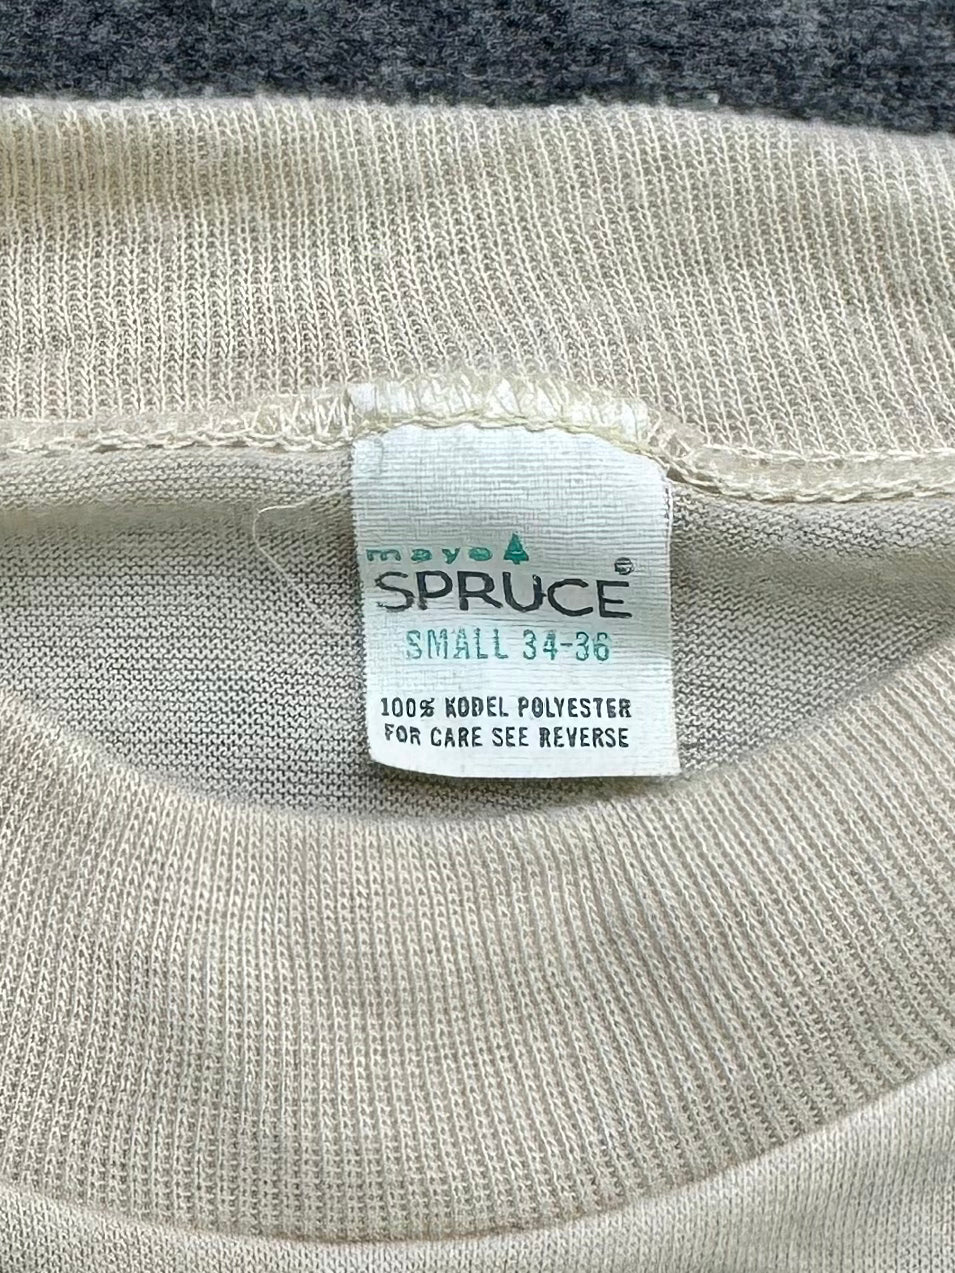 mayo
SPRUCE®
SMALL 34-36
100% KODEL POLYESTER
FOR CARE SEE REVERSE